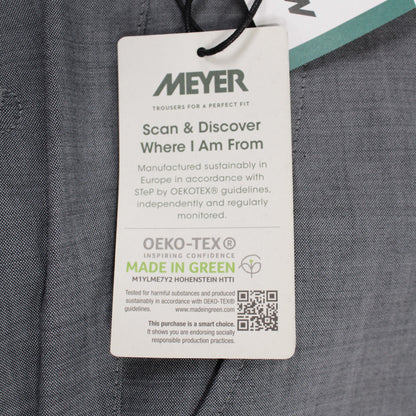 MEYER
TROUSERS FOR A PERFECT FIT
Scan & Discover
Where I Am From
Manufactured sustainably in
Europe in accordance with
STeP by OEKOTEX® guidelines,
independently and regularly
monitored.
OEKO-TEX®
INSPIRING CONFIDENCE
MADE IN GREEN
M1YLME7Y2 HOHENSTEIN HTTI
Tested for harmful substances and produced
sustainably in accordance with OEKO-TEX®
guidelines.
www.madeingreen.com
This purchase is a smart choice.
It shows you are endorsing socially
responsible production practices.